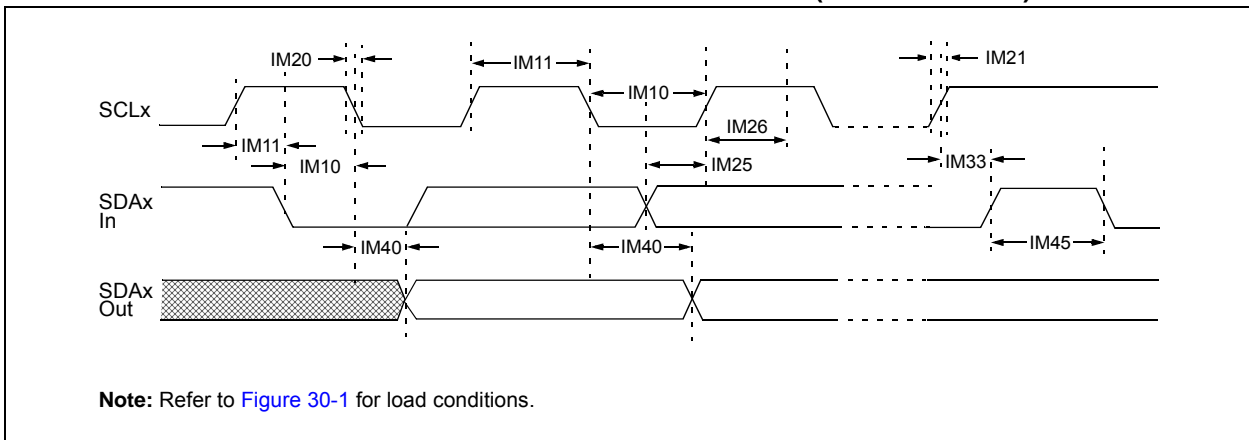 IM20
IM11
IM21
SCLx
IM10
IM26
IM11
IM10
IM25
IM33
SDAx
In
IM40
IM40
IM45
SDAx
Out
Note: Refer to Figure 30-1 for load conditions.